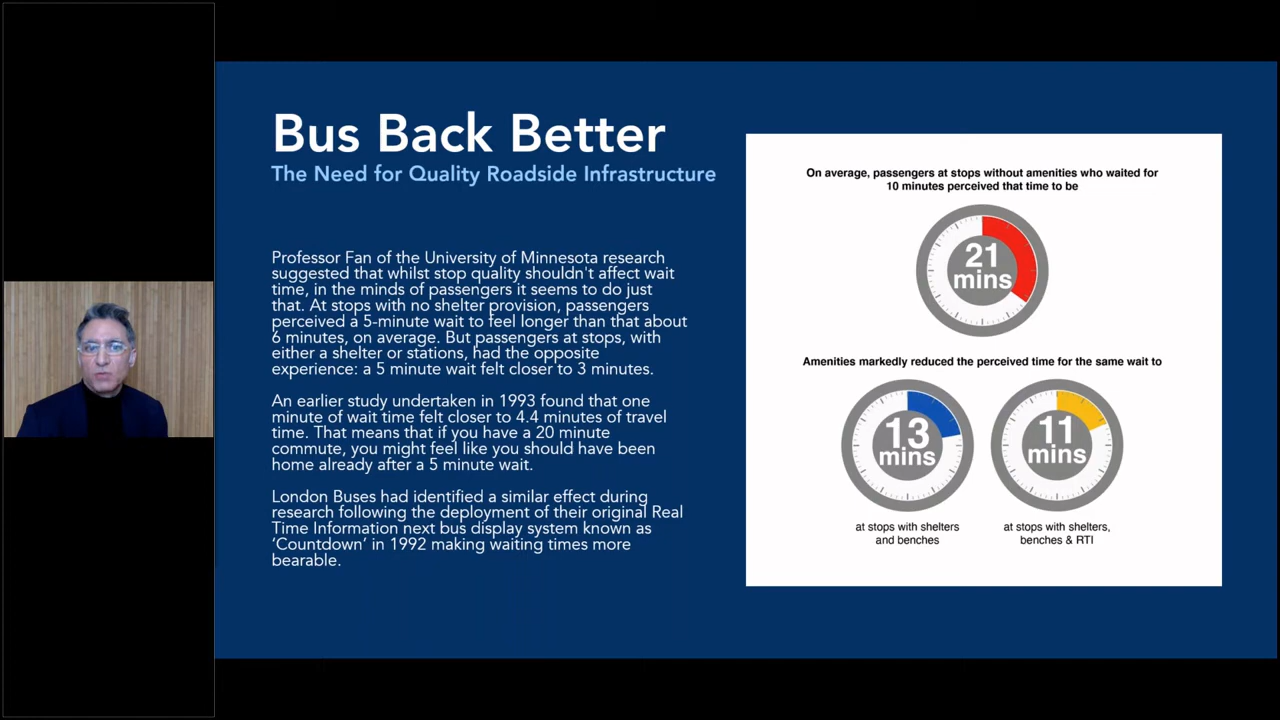 Bus Back Better
The Need for Quality Roadside Infrastructure
Professor Fan of the University of Minnesota research
suggested that whilst stop quality shouldn't affect wait
time, in the minds of passengers it seems to do just
that. At stops with no shelter provision, passengers
perceived a 5-minute wait to feel longer than that about
6 minutes, on average. But passengers at stops, with
either a shelter or stations, had the opposite
experience: a 5 minute wait felt closer to 3 minutes.
An earlier study undertaken in 1993 found that one
minute of wait time felt closer to 4.4 minutes of travel
time. That means that if you have a 20 minute
commute, you might feel like you should have been
home already after a 5 minute wait.
London Buses had identified a similar effect during
research following the deployment of their original Real
Time Information next bus display system known as
‘Countdown’ in 1992 making waiting times more
bearable.
On average, passengers at stops without amenities who waited for
10 minutes perceived that time to be
21
mins
Amenities markedly reduced the perceived time for the same wait to
13
mins
at stops with shelters
and benches
11
mins
at stops with shelters,
benches & RTI